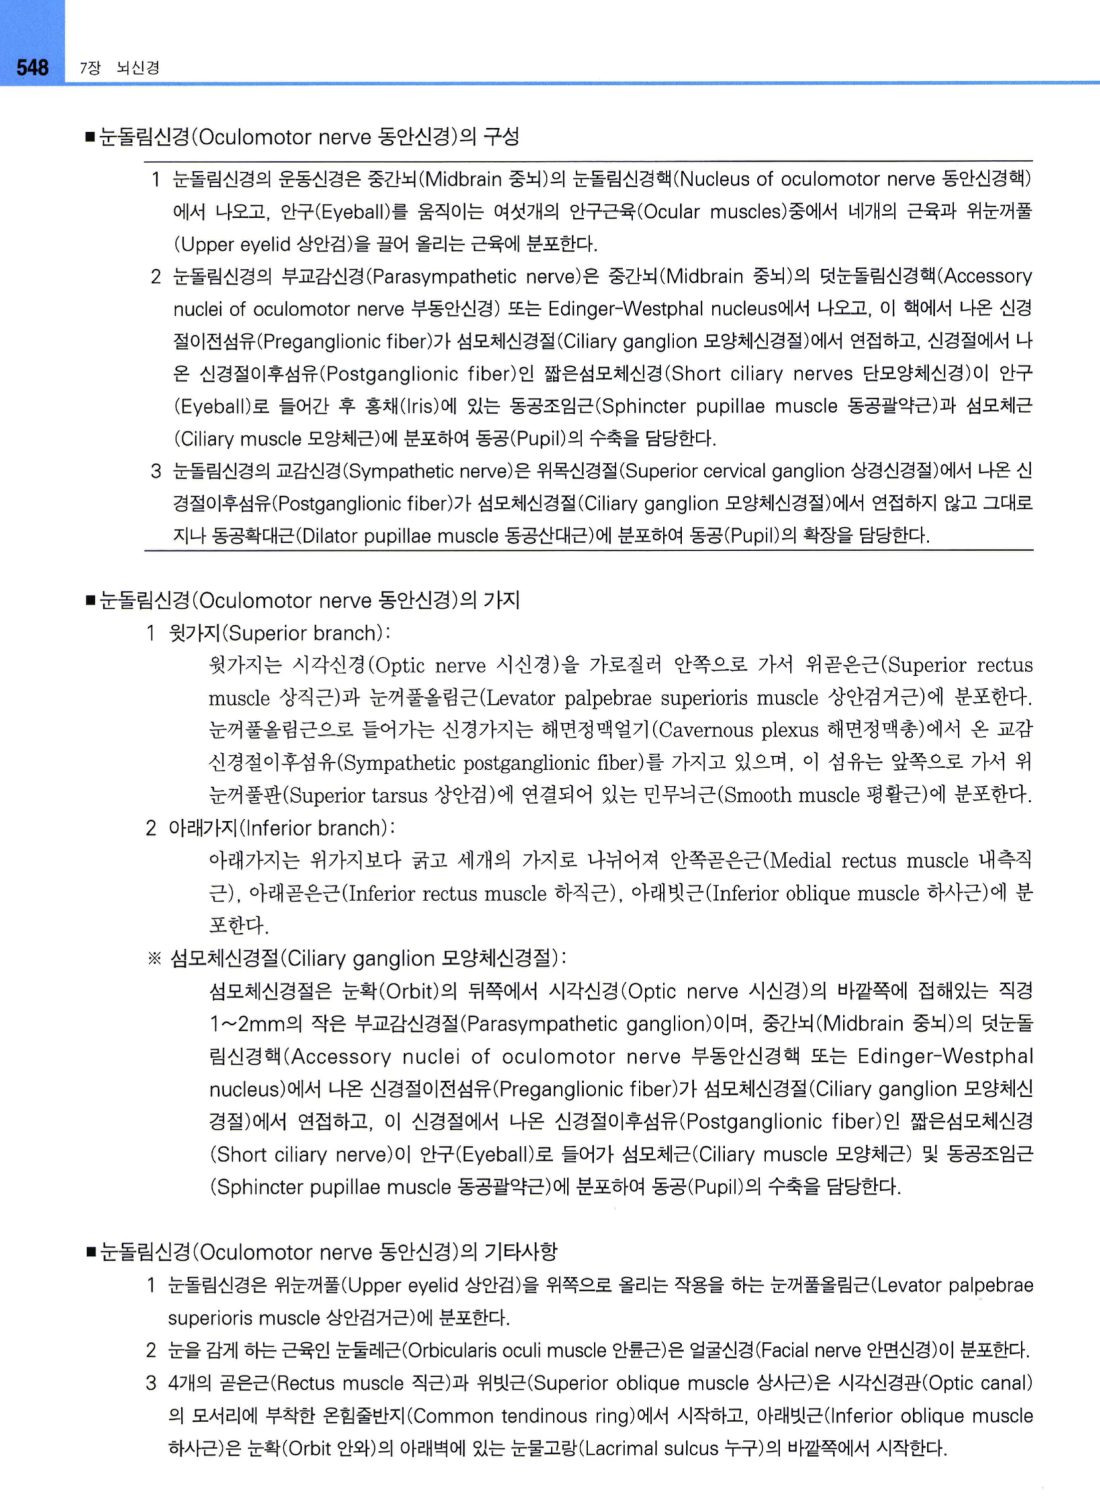 548 7장 뇌신경
■ 눈돌림신경(Oculomotor nerve 동안신경)의 구성
1 눈돌림신경의 운동신경은 중간뇌(Midbrain 중뇌)의 눈돌림신경핵(Nucleus of oculomotor nerve 동안신경핵)
에서 나오고, 안구(Eyeball)를 움직이는 여섯개의 안구근육(Ocular muscles)중에서 네개의 근육과 위눈꺼풀
(Upper eyelid 상안검)을 끌어 올리는 근육에 분포한다.
2 눈돌림신경의 부교감신경(Parasympathetic nerve)은 중간뇌(Midbrain 중뇌)의 덧눈돌림신경핵(Accessory
nuclei of oculomotor nerve 부동안신경) 또는 Edinger-Westphal nucleus에서 나오고, 이 핵에서 나온 신경
절이전섬유(Preganglionic fiber)가 섬모체신경절(Ciliary ganglion 모양체신경절)에서 연접하고, 신경절에서 나
온 신경절이후섬유(Postganglionic fiber)인 짧은섬모체신경(Short ciliary nerves 단모양체신경)이 안구
(Eyeball)로 들어간 후 홍채(Iris)에 있는 동공조임근(Sphincter pupillae muscle 동공괄약근)과 섬모체근
(Ciliary muscle 모양체근)에 분포하여 동공(Pupil)의 수축을 담당한다.
3 눈돌림신경의 교감신경(Sympathetic nerve)은 위목신경절(Superior cervical ganglion 상경신경절)에서 나온 신
경절이후섬유(Postganglionic fiber)가 섬모체신경절(Ciliary ganglion 모양체신경절)에서 연접하지 않고 그대로
지나 동공확대근(Dilator pupillae muscle 동공산대근)에 분포하여 동공(Pupil)의 확장을 담당한다.
■ 눈돌림신경(Oculomotor nerve 동안신경)의 가지
1 윗가지(Superior branch):
윗가지는 시각신경(Optic nerve 시신경)을 가로질러 안쪽으로 가서 위곧은근(Superior rectus
muscle 상직근)과 눈꺼풀올림근(Levator palpebrae superioris muscle 상안검거근)에 분포한다.
눈꺼풀올림근으로 들어가는 신경가지는 해면정맥얼기(Cavernous plexus 해면정맥총)에서 온 교감
신경절이후섬유(Sympathetic postganglionic fiber)를 가지고 있으며, 이 섬유는 앞쪽으로 가서 위
눈꺼풀판(Superior tarsus 상안검)에 연결되어 있는 민무늬근(Smooth muscle 평활근)에 분포한다.
2 아래가지(Inferior branch):
아래가지는 위가지보다 굵고 세개의 가지로 나뉘어져 안쪽곧은근(Medial rectus muscle 내측직
근), 아래곧은근(Inferior rectus muscle 하직근), 아래빗근(Inferior oblique muscle 하사근)에 분
포한다.
※ 섬모체신경절(Ciliary ganglion 모양체신경절):
섬모체신경절은 눈확(Orbit)의 뒤쪽에서 시각신경(Optic nerve 시신경)의 바깥쪽에 접해있는 직경
1~2mm의 작은 부교감신경절(Parasympathetic ganglion)이며, 중간뇌(Midbrain 중뇌)의 덧눈돌
림신경핵(Accessory nuclei of oculomotor nerve 부동안신경핵 또는 Edinger-Westphal
nucleus)에서 나온 신경절이전섬유(Preganglionic fiber)가 섬모체신경절(Ciliary ganglion 모양체신
경절)에서 연접하고, 이 신경절에서 나온 신경절이후섬유(Postganglionic fiber)인 짧은섬모체신경
(Short ciliary nerve)이 안구(Eyeball)로 들어가 섬모체근(Ciliary muscle 모양체근) 및 동공조임근
(Sphincter pupillae muscle 동공괄약근)에 분포하여 동공(Pupil)의 수축을 담당한다.
■ 눈돌림신경(Oculomotor nerve 동안신경)의 기타사항
1 눈돌림신경은 위눈꺼풀(Upper eyelid 상안검)을 위쪽으로 올리는 작용을 하는 눈꺼풀올림근(Levator palpebrae
superioris muscle 상안검거근)에 분포한다.
2 눈을 감게 하는 근육인 눈둘레근(Orbicularis oculi muscle 안륜근)은 얼굴신경(Facial nerve 안면신경)이 분포한다.
3 4개의 곧은근(Rectus muscle 직근)과 위빗근(Superior oblique muscle 상사근)은 시각신경관(Optic canal)
의 모서리에 부착한 온힘줄반지(Common tendinous ring)에서 시작하고, 아래빗근(Inferior oblique muscle
하사근)은 눈확(Orbit 안와)의 아래벽에 있는 눈물고랑(Lacrimal sulcus 누구)의 바깥쪽에서 시작한다.